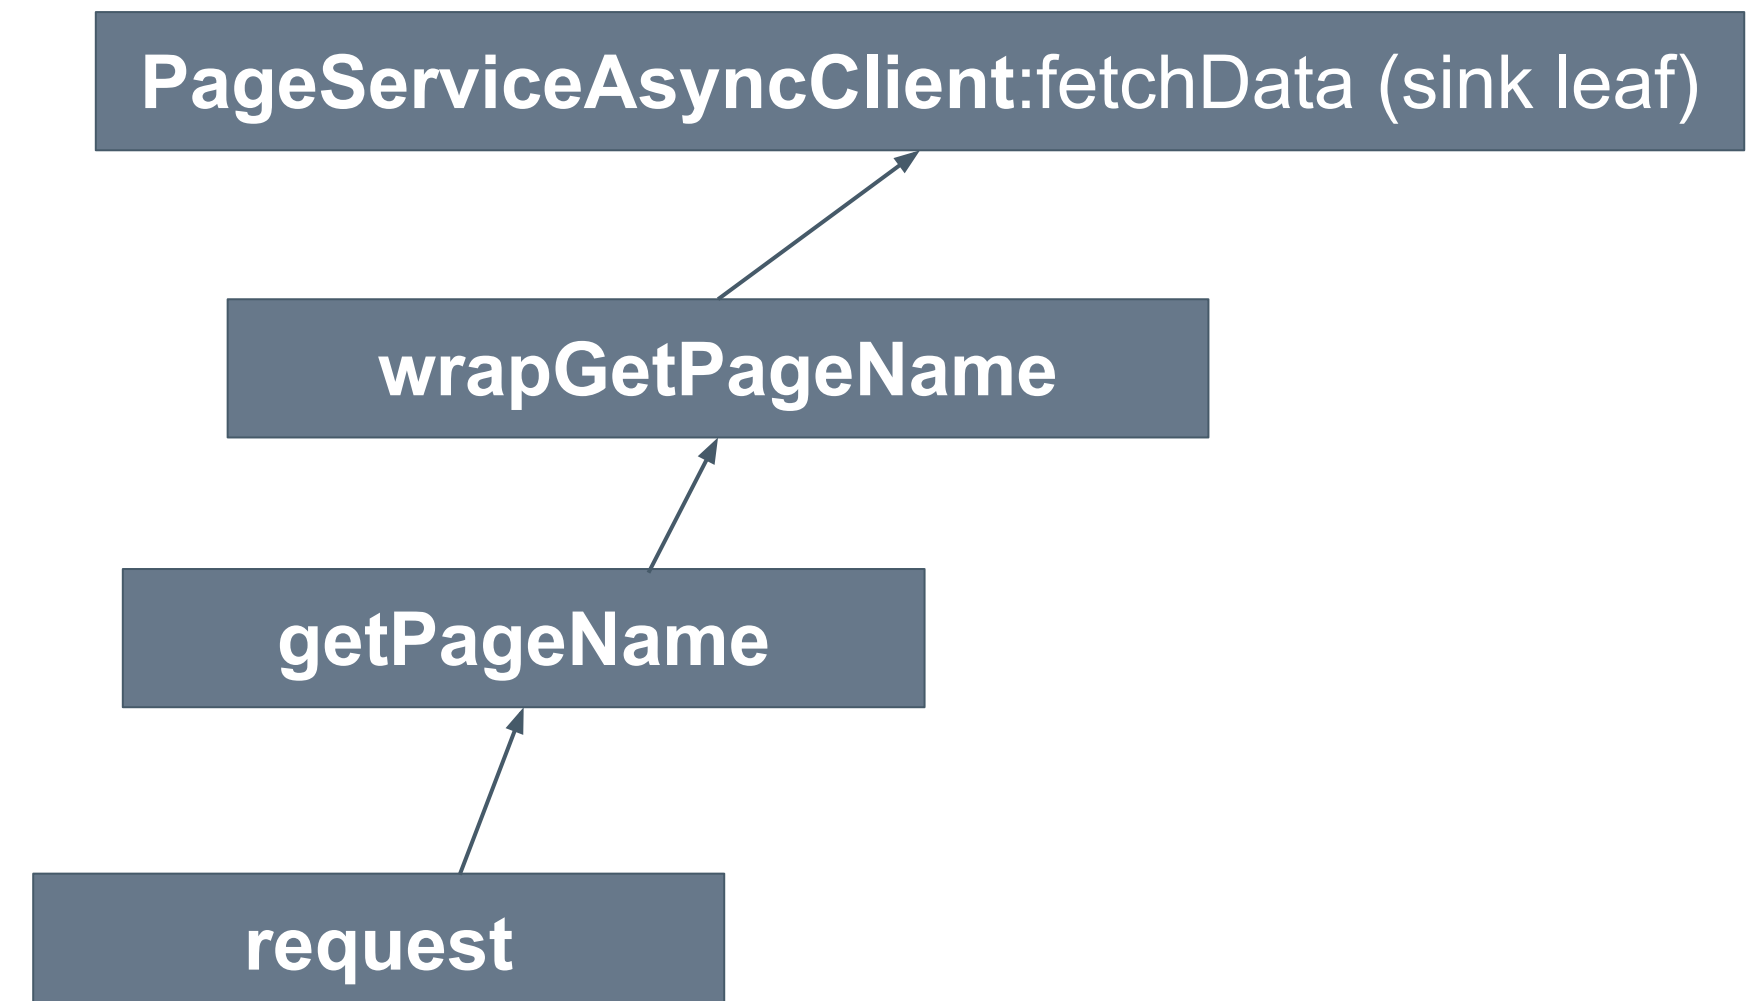 PageServiceAsyncClient:fetchData (sink leaf)
wrapGetPageName
getPageName
request